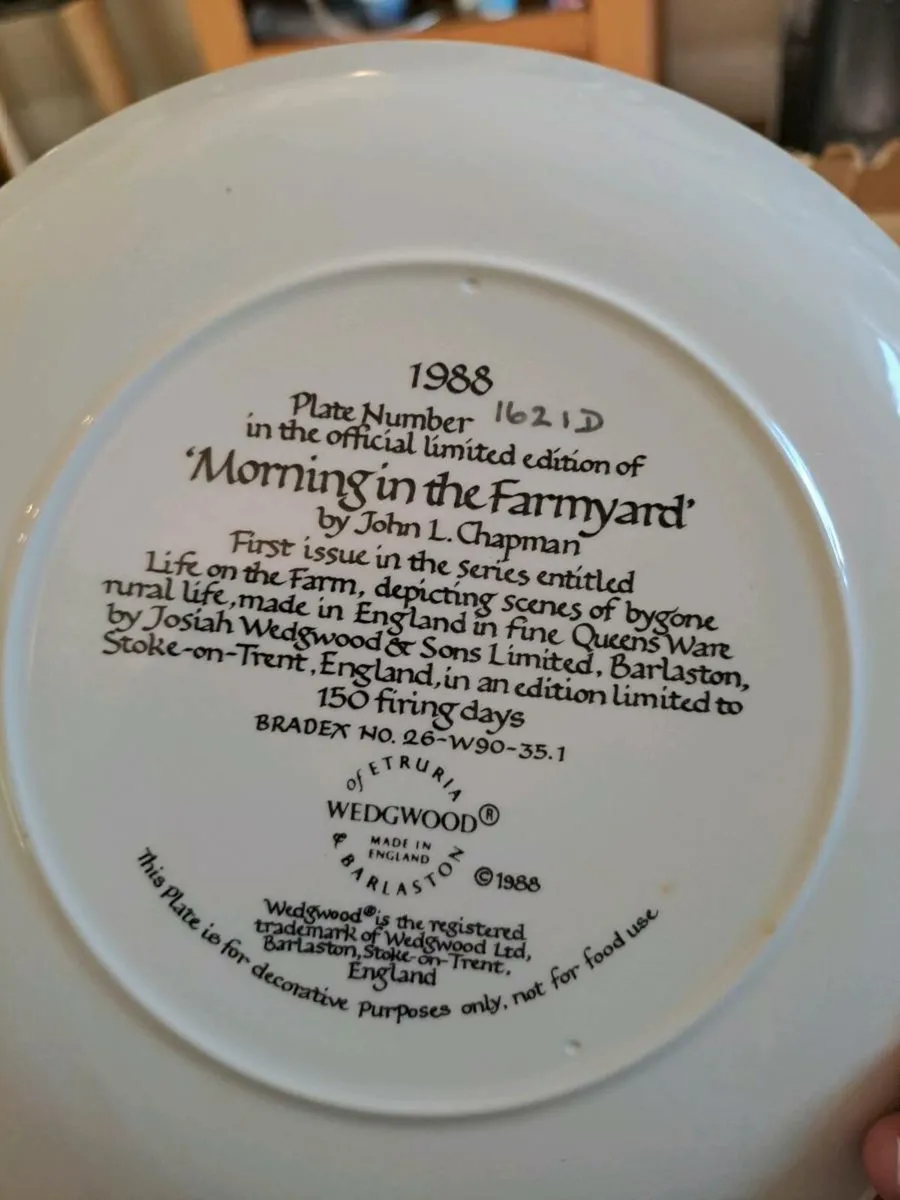 1988
Plate Number 1621D
in the official limited edition of
'Morning in the Farmyard'
by John L. Chapman
First issue in the series entitled
Life on the Farm, depicting scenes of bygone
rural life, made in England in fine Queens Ware
by Josiah Wedgwood & Sons Limited, Barlaston,
Stoke-on-Trent, England, in an edition limited to
150 firing days
BRADEX NO. 26-W90-35.1
of ETRURIA
WEDGWOOD®
MADE IN
ENGLAND
& BARLASTON
©1988
Wedgwood® is the registered
trademark of Wedgwood Ltd,
Barlaston, Stoke-on-Trent,
England
This Plate is for decorative Purposes only, not for food use